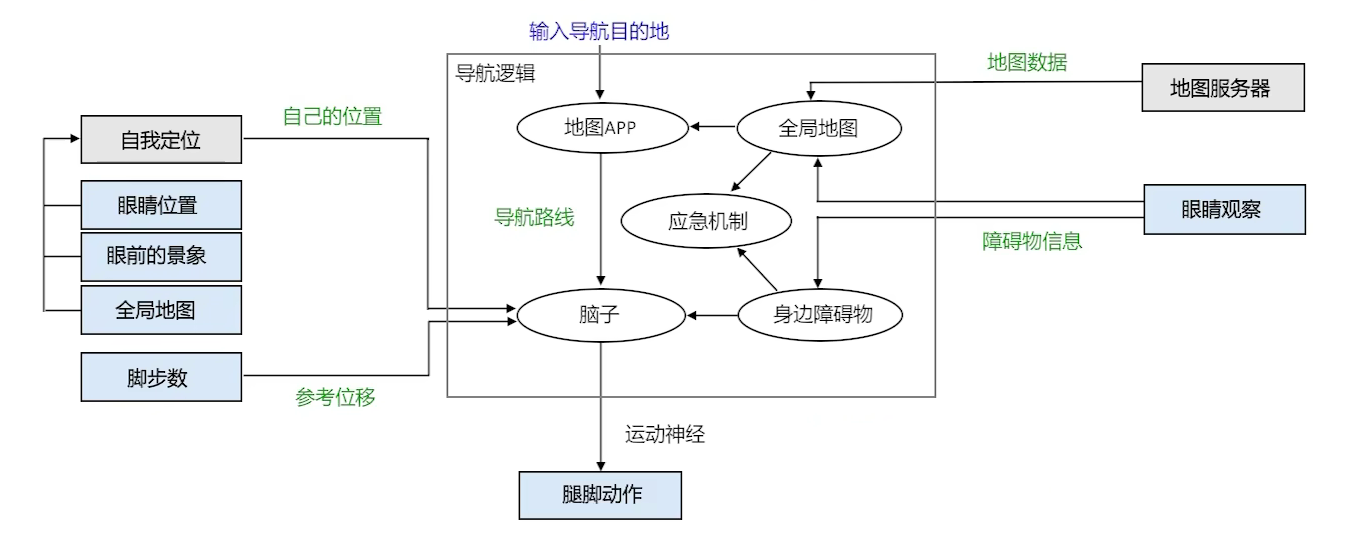 输入导航目的地
导航逻辑
地图数据
地图服务器
自己的位置
地图APP
全局地图
自我定位
眼睛位置
眼前的景象
全局地图
导航路线
应急机制
眼睛观察
障碍物信息
脑子
身边障碍物
脚步数
参考位移
运动神经
腿脚动作